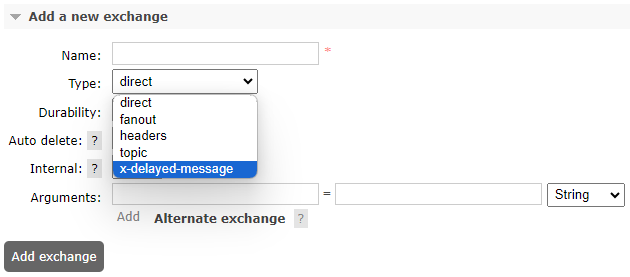 Add a new exchange
Name: *
Type: direct
direct
Durability:
fanout
headers
Auto delete: ?
topic
Internal: ?
x-delayed-message
Arguments: = String
Add Alternate exchange ?
Add exchange